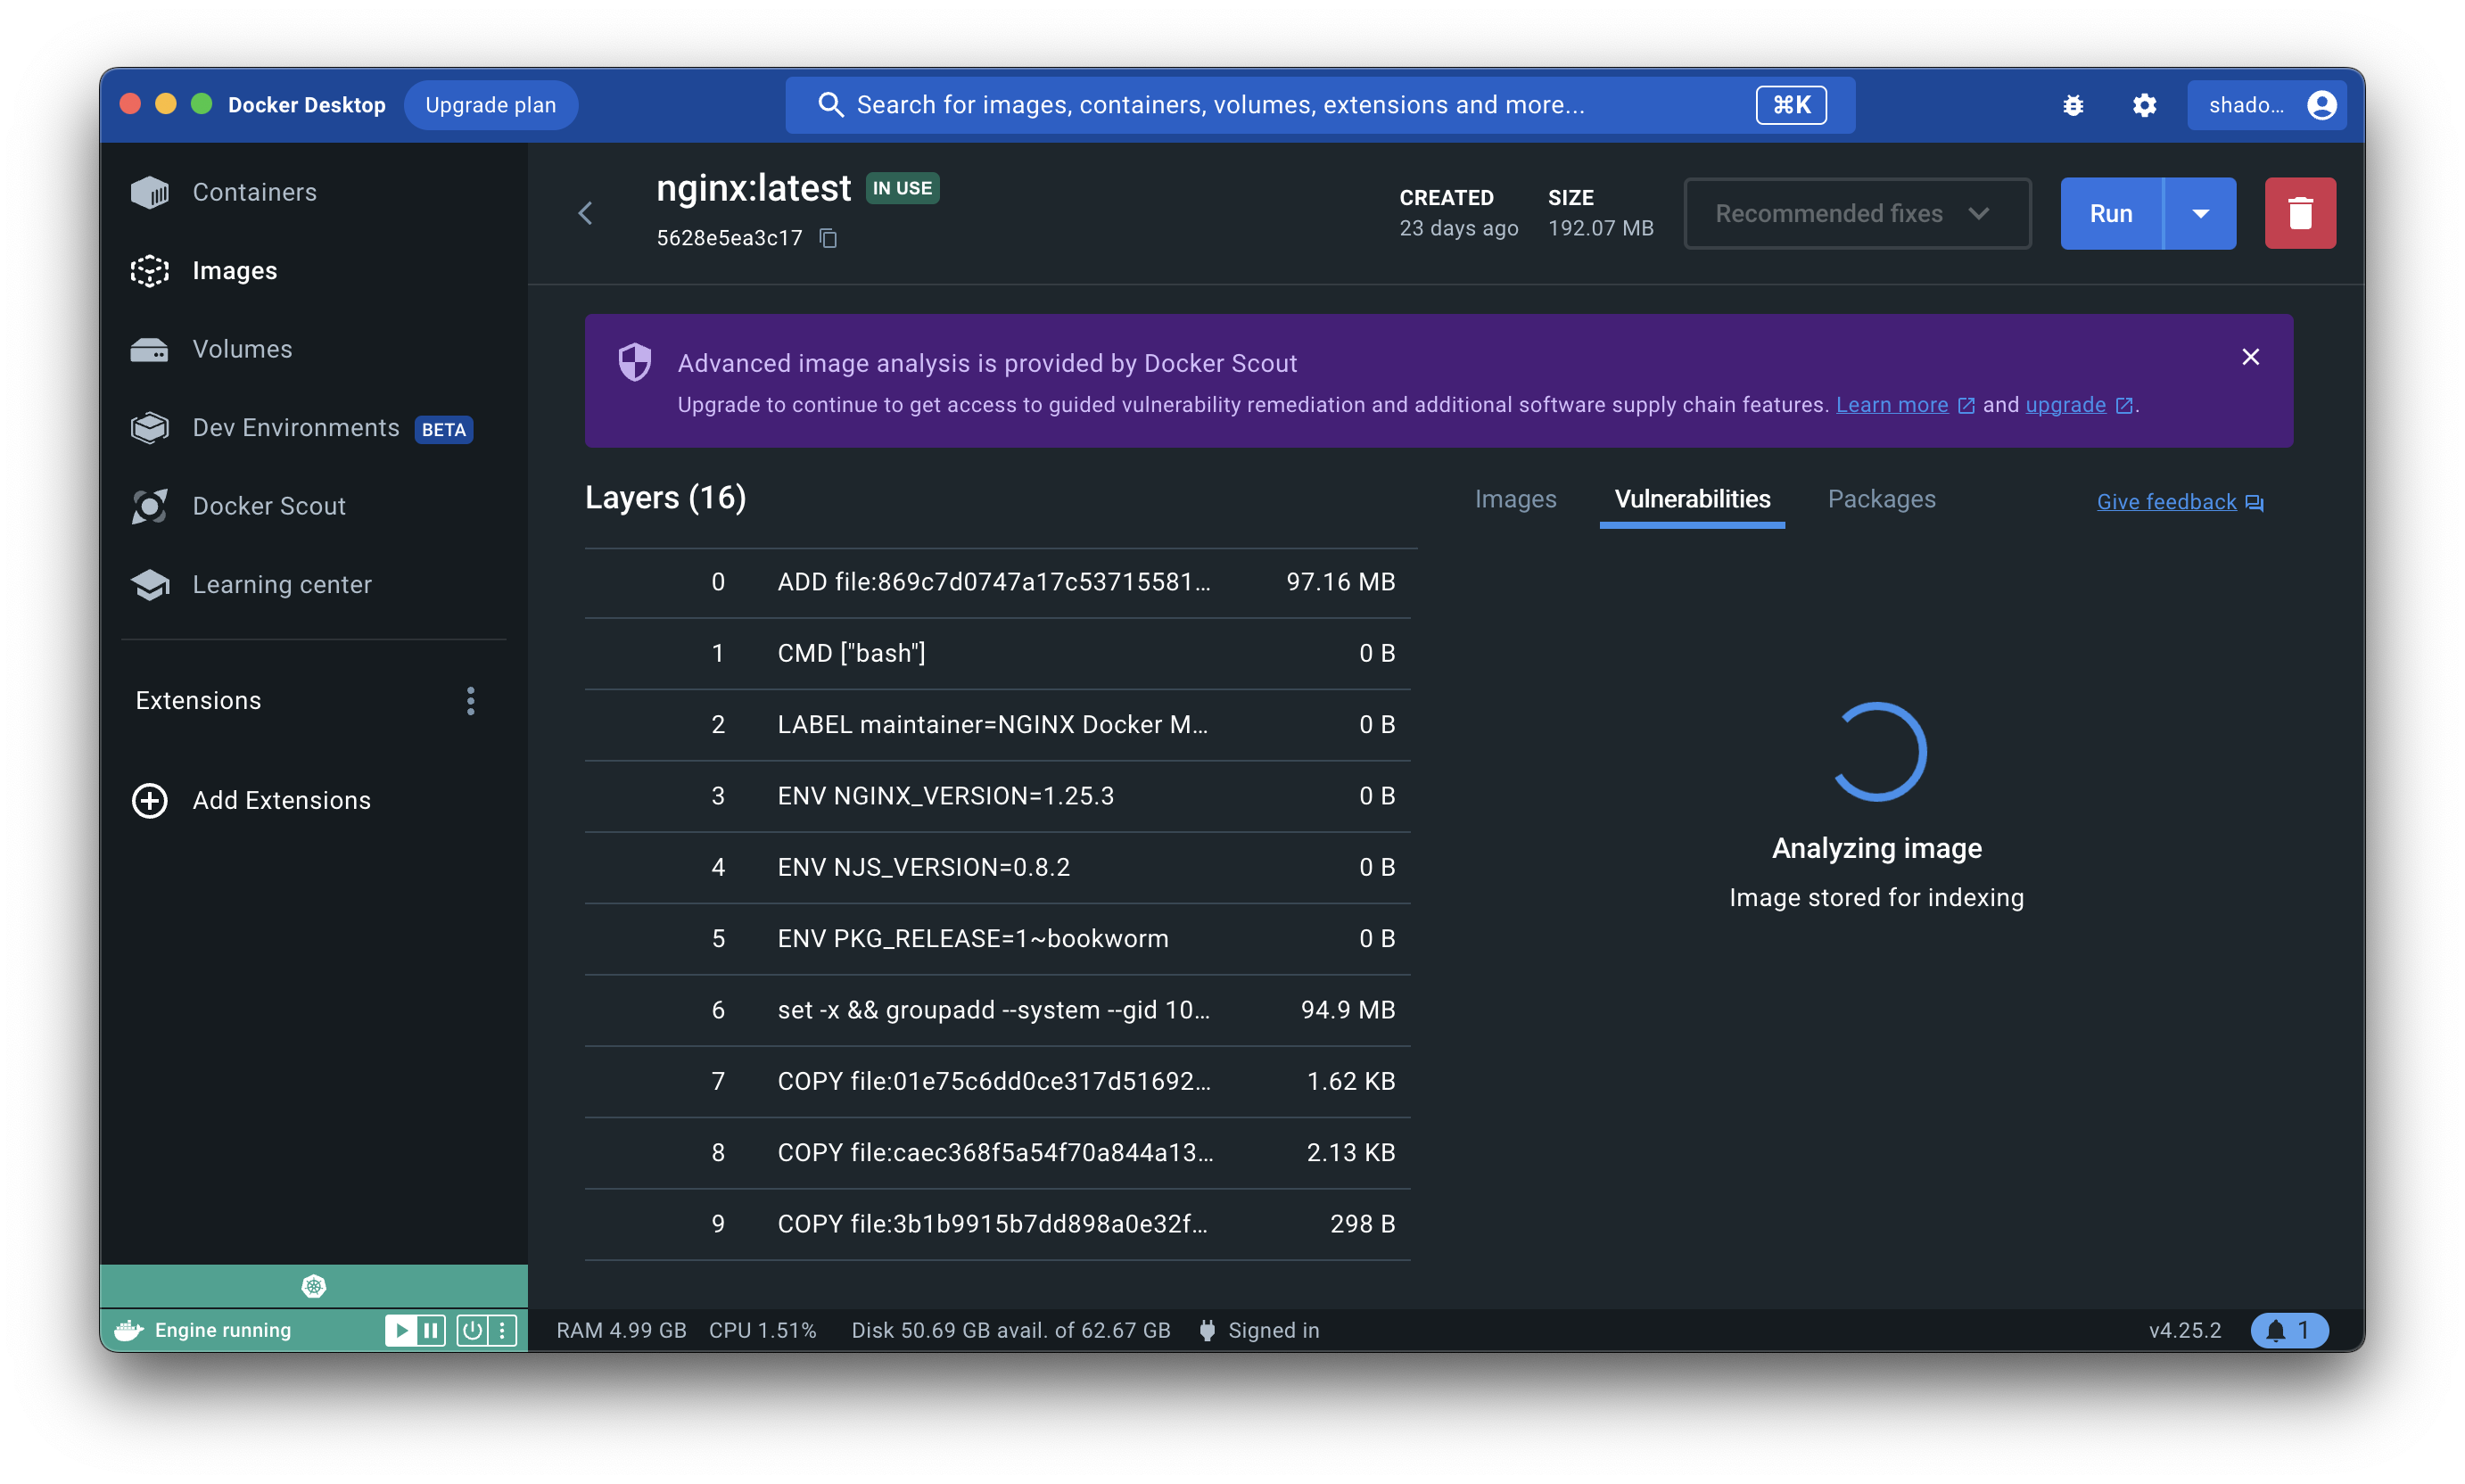 Docker Desktop
Upgrade plan
Search for images, containers, volumes, extensions and more...
⌘K
shado...
Containers
Images
Volumes
Dev Environments BETA
Docker Scout
Learning center
Extensions
Add Extensions
nginx:latest IN USE
5628e5ea3c17
CREATED
23 days ago
SIZE
192.07 MB
Recommended fixes
Run
Advanced image analysis is provided by Docker Scout
Upgrade to continue to get access to guided vulnerability remediation and additional software supply chain features. Learn more and upgrade.
Layers (16)
0 ADD file:869c7d0747a17c53715581... 97.16 MB
1 CMD ["bash"] 0 B
2 LABEL maintainer=NGINX Docker M... 0 B
3 ENV NGINX_VERSION=1.25.3 0 B
4 ENV NJS_VERSION=0.8.2 0 B
5 ENV PKG_RELEASE=1~bookworm 0 B
6 set -x && groupadd --system --gid 10... 94.9 MB
7 COPY file:01e75c6dd0ce317d51692... 1.62 KB
8 COPY file:caec368f5a54f70a844a13... 2.13 KB
9 COPY file:3b1b9915b7dd898a0e32f... 298 B
Images Vulnerabilities Packages Give feedback
Analyzing image
Image stored for indexing
Engine running
RAM 4.99 GB CPU 1.51% Disk 50.69 GB avail. of 62.67 GB Signed in
v4.25.2
1